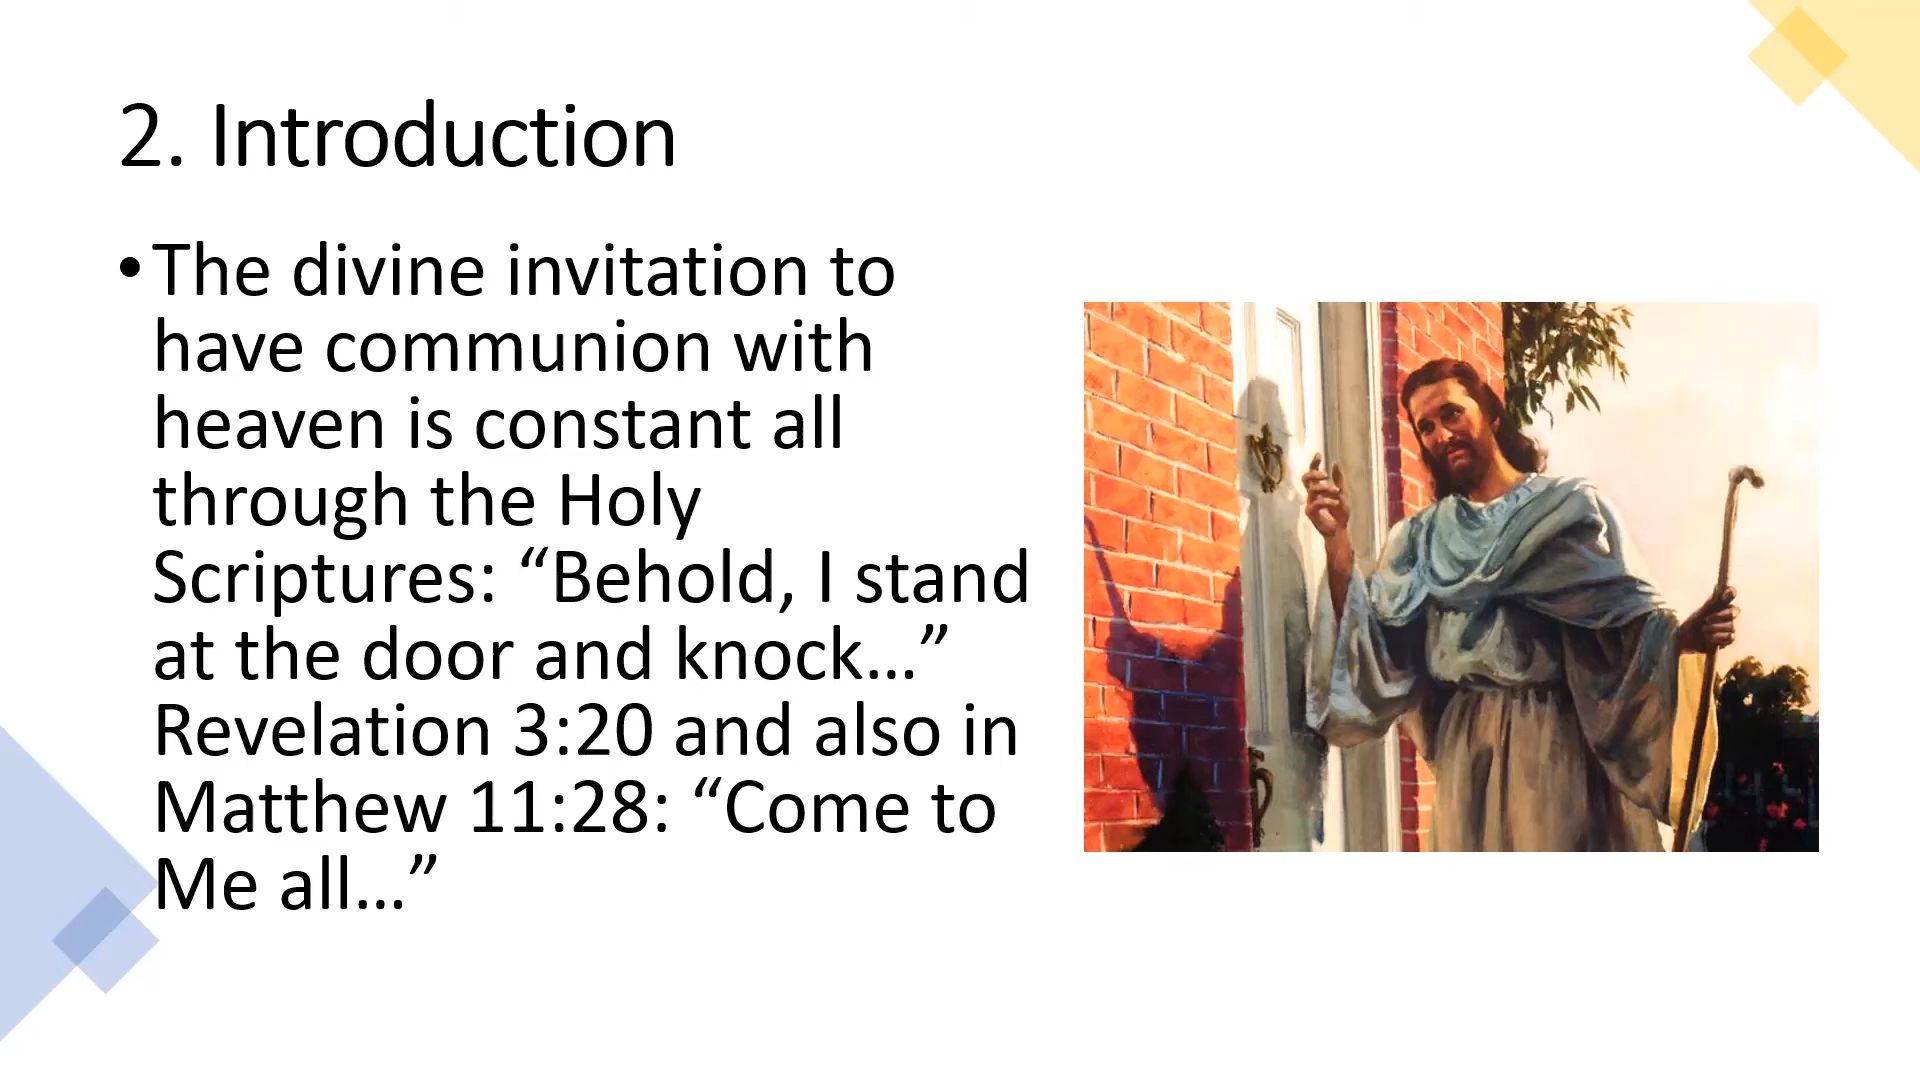 2. Introduction
•The divine invitation to
have communion with
heaven is constant all
through the Holy
Scriptures: “Behold, I stand
at the door and knock…”
Revelation 3:20 and also in
Matthew 11:28: “Come to
Me all…”